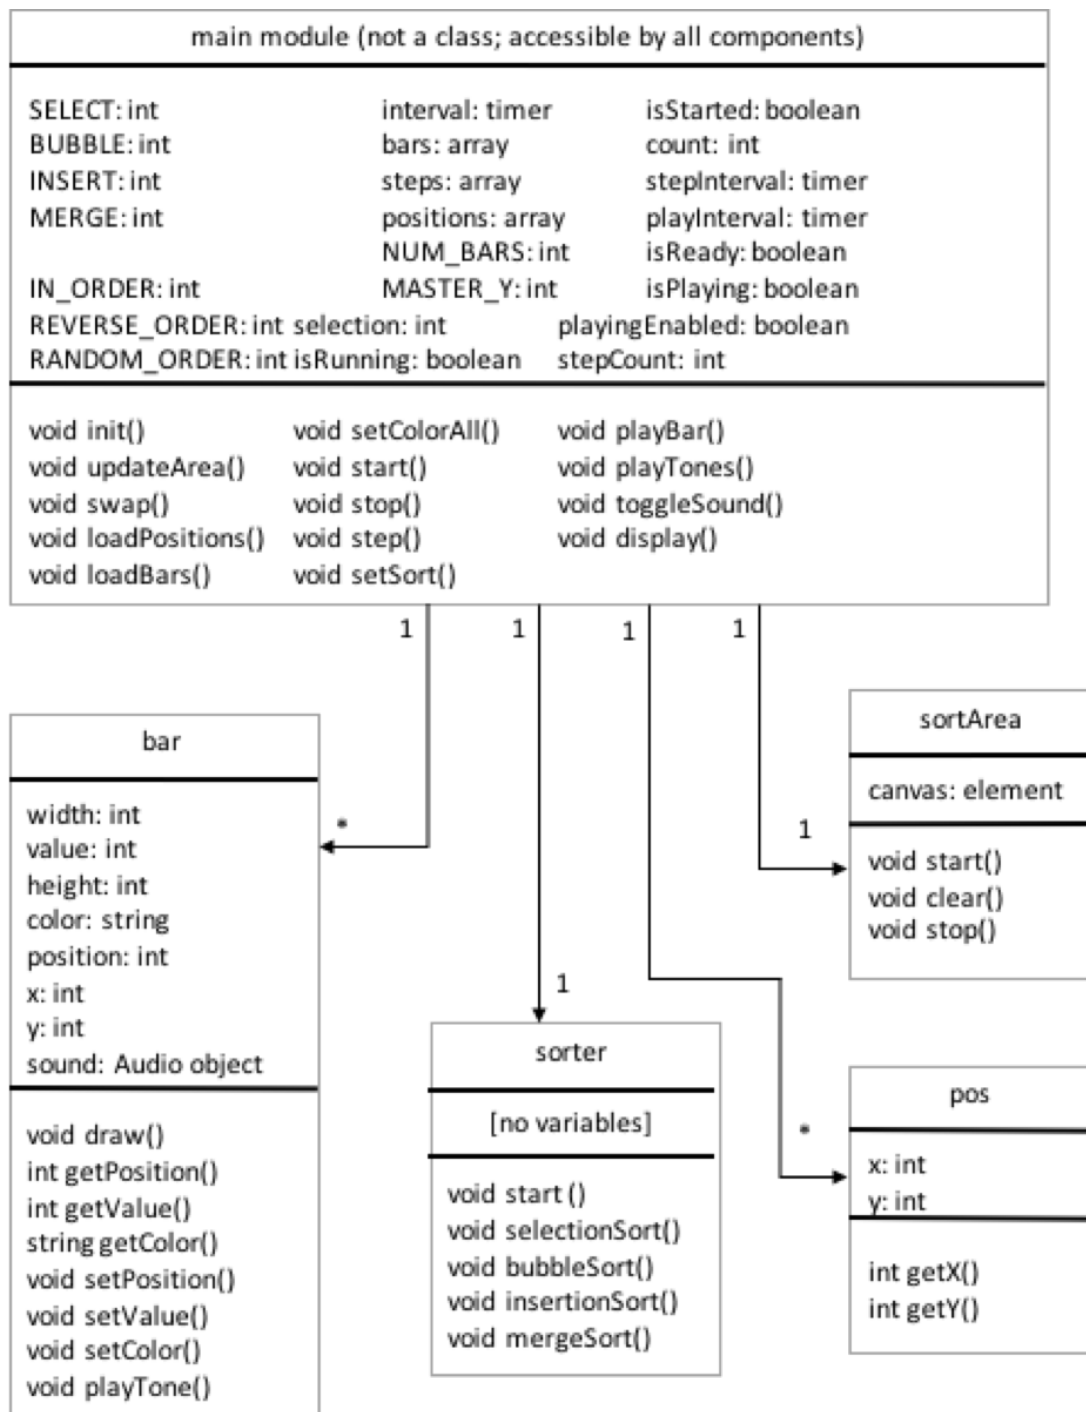 main module (not a class; accessible by all components)
SELECT: int interval: timer isStarted: boolean
BUBBLE: int bars: array count: int
INSERT: int steps: array stepInterval: timer
MERGE: int positions: array playInterval: timer
NUM_BARS: int isReady: boolean
IN_ORDER: int MASTER_Y: int isPlaying: boolean
REVERSE_ORDER: int selection: int playingEnabled: boolean
RANDOM_ORDER: int isRunning: boolean stepCount: int
void init() void setColorAll() void playBar()
void updateArea() void start() void playTones()
void swap() void stop() void toggleSound()
void loadPositions() void step() void display()
void loadBars() void setSort()
1 1 1 1
bar
width: int
value: int
height: int
color: string
position: int
x: int
y: int
sound: Audio object
void draw()
int getPosition()
int getValue()
string getColor()
void setPosition()
void setValue()
void setColor()
void playTone()
*
1
sorter
[no variables]
void start ()
void selectionSort()
void bubbleSort()
void insertionSort()
void mergeSort()
1
sortArea
canvas: element
void start()
void clear()
void stop()
*
pos
x: int
y: int
int getX()
int getY()